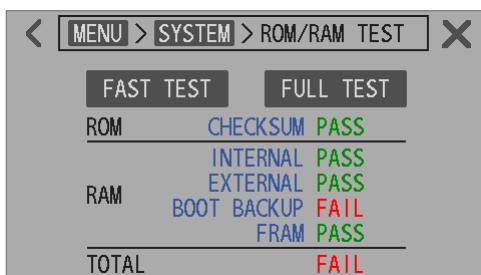 < MENU > SYSTEM > ROM/RAM TEST X
FAST TEST FULL TEST
ROM CHECKSUM PASS
INTERNAL PASS
RAM EXTERNAL PASS
BOOT BACKUP FAIL
FRAM PASS
TOTAL FAIL